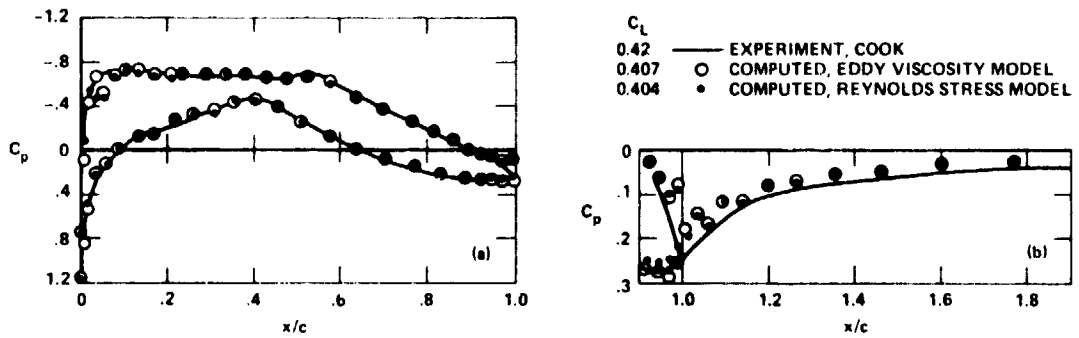 -1.2
-.8
-.4
0
.4
.8
1.2
C_p
0
.2
.4
.6
.8
1.0
x/c
(a)
C_L
0.42 EXPERIMENT, COOK
0.407 COMPUTED, EDDY VISCOSITY MODEL
0.404 COMPUTED, REYNOLDS STRESS MODEL
0
.1
.2
.3
C_p
1.0
1.2
1.4
1.6
1.8
x/c
(b)